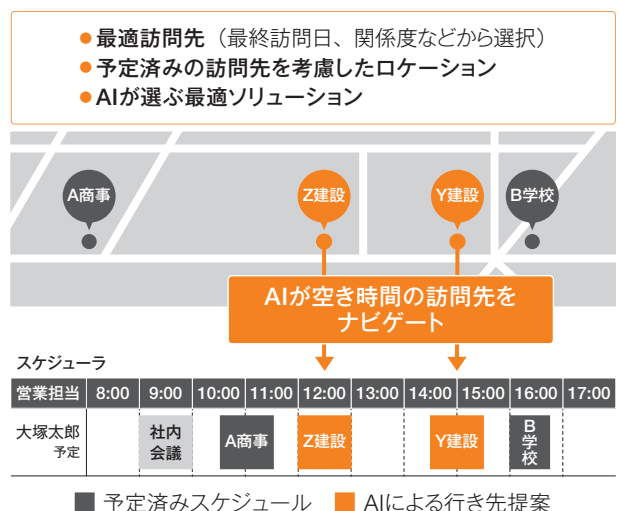 ●最適訪問先（最終訪問日、関係度などから選択）
●予定済みの訪問先を考慮したロケーション
●AIが選ぶ最適ソリューション
A商事
Z建設
Y建設
B学校
AIが空き時間の訪問先を
ナビゲート
スケジューラ
営業担当 8:00 9:00 10:00 11:00 12:00 13:00 14:00 15:00 16:00 17:00
大塚太郎
予定
社内
会議
A商事
Z建設
Y建設
B
学
校
■ 予定済みスケジュール ■ AIによる行き先提案